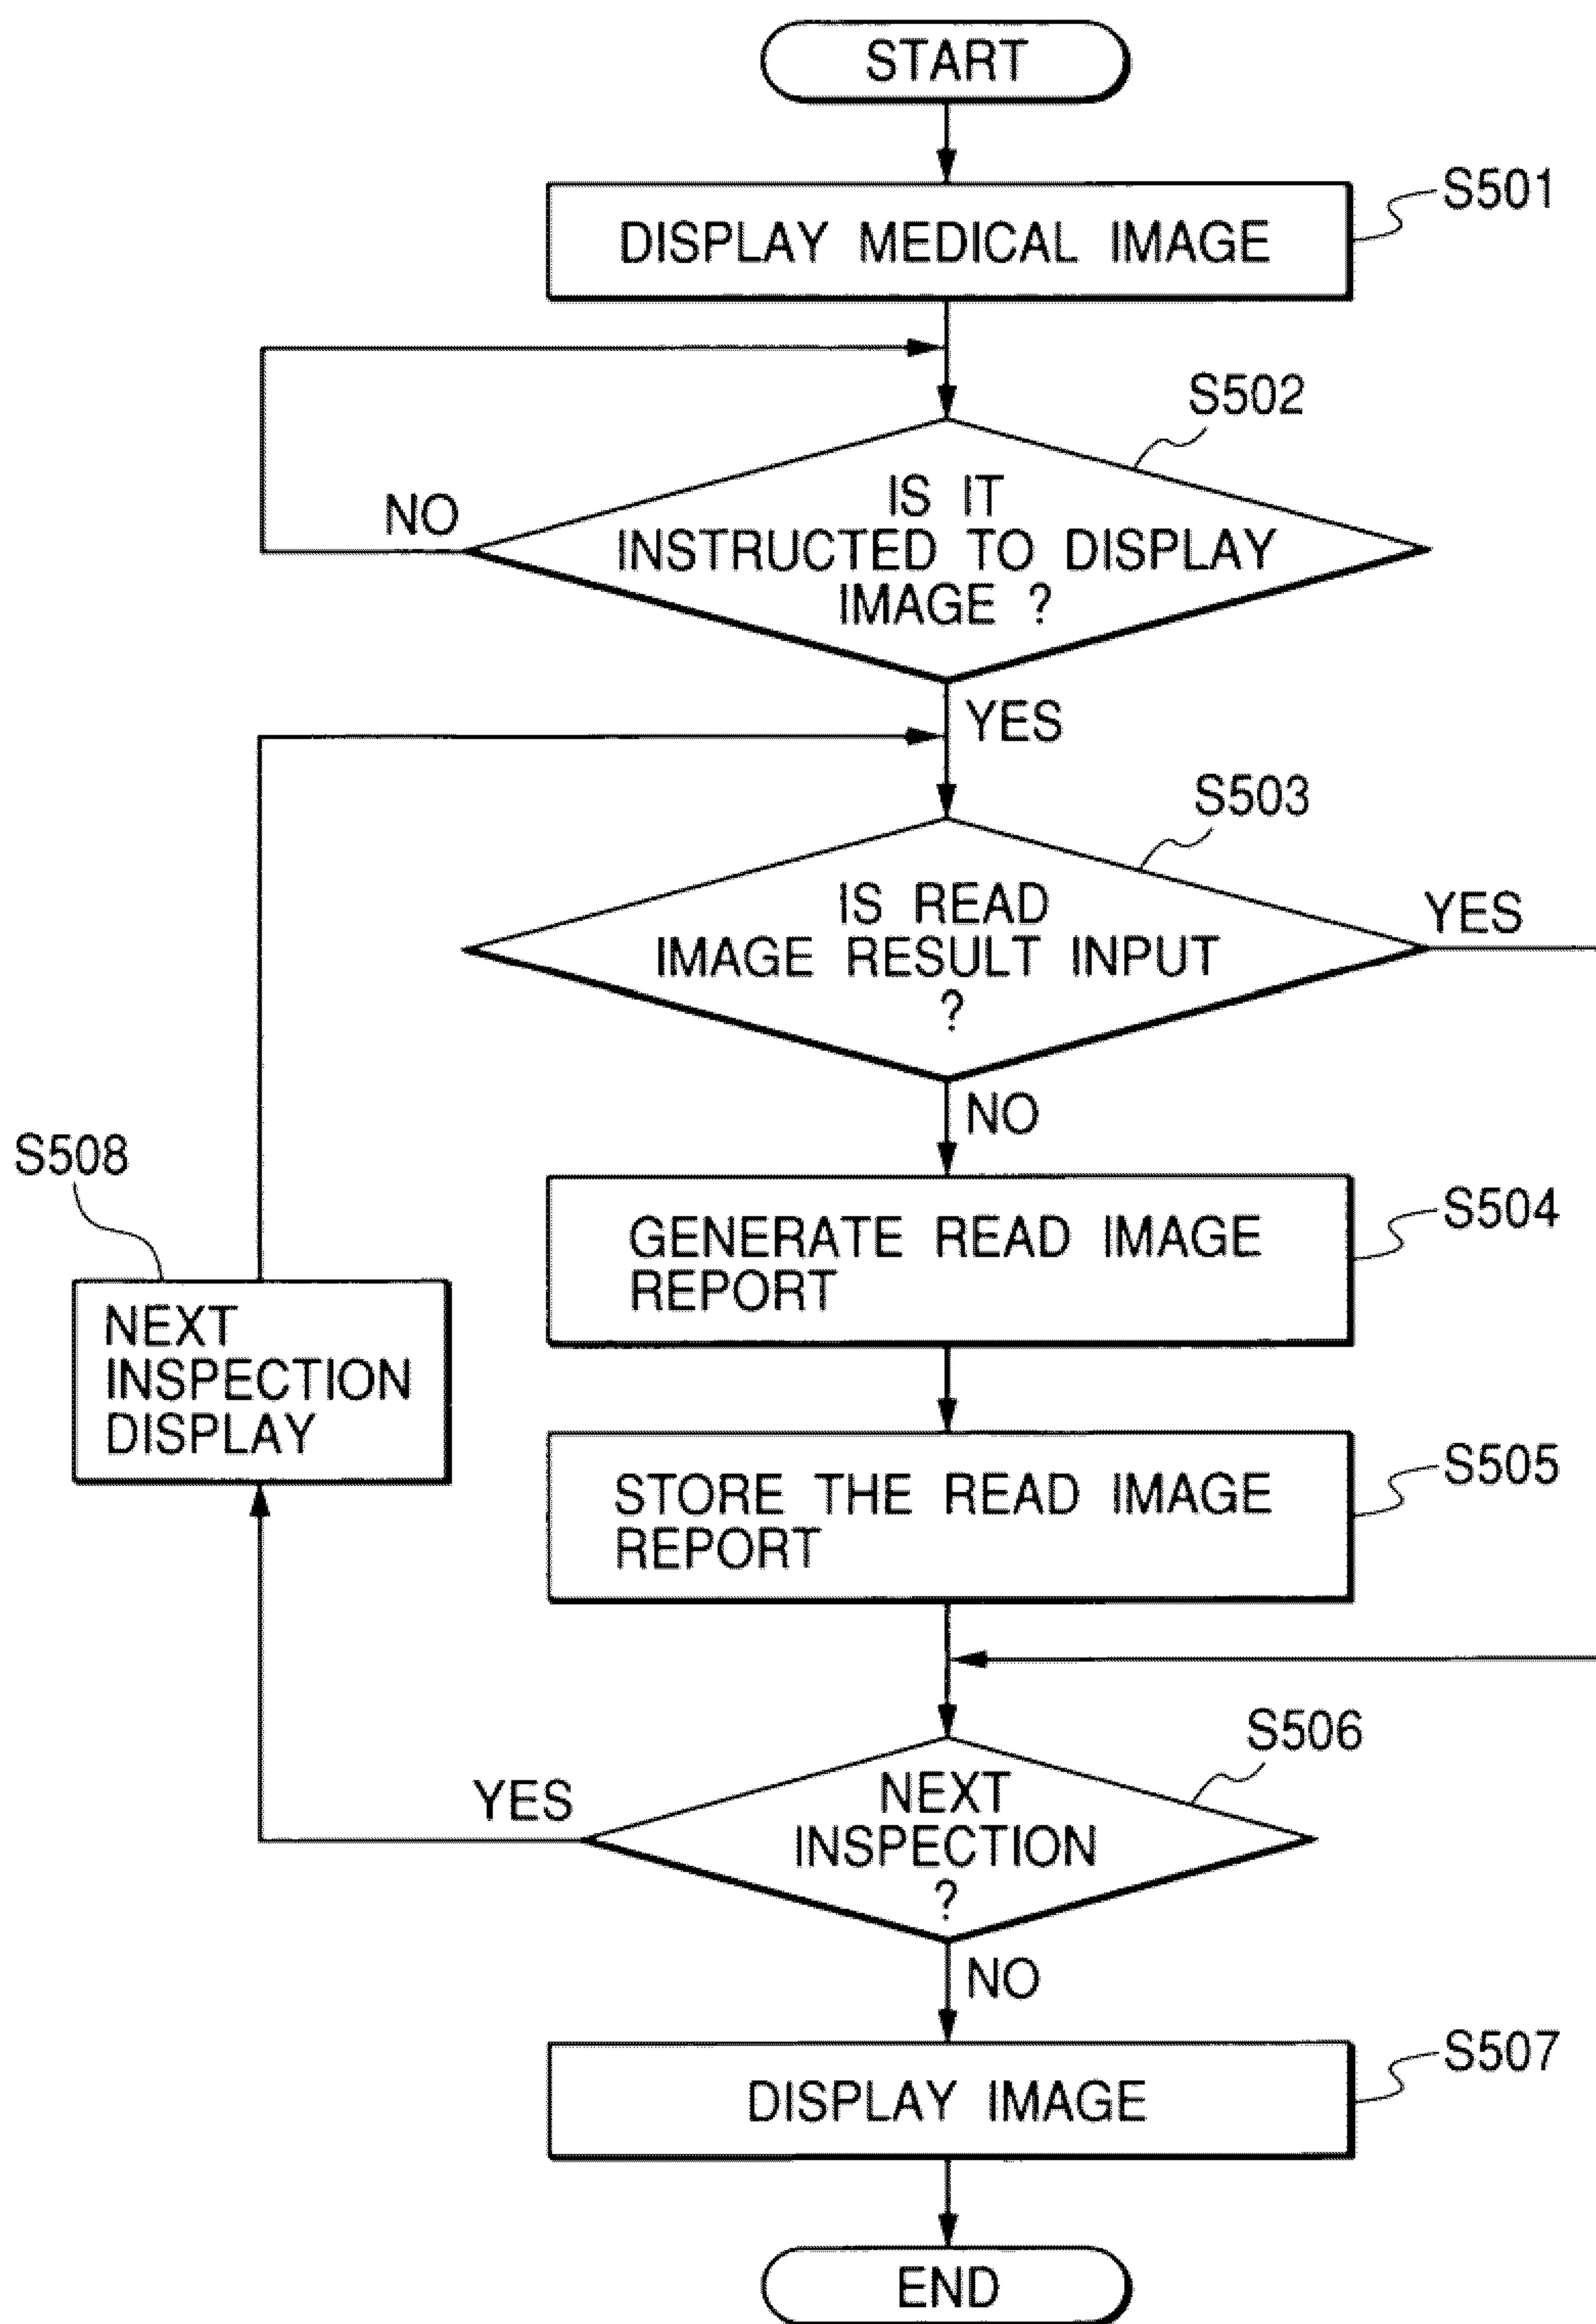 START
DISPLAY MEDICAL IMAGE
S501
S502
IS IT
INSTRUCTED TO DISPLAY
IMAGE ?
NO
YES
S503
IS READ
IMAGE RESULT INPUT
?
YES
NO
S508
NEXT
INSPECTION
DISPLAY
GENERATE READ IMAGE
REPORT
S504
STORE THE READ IMAGE
REPORT
S505
S506
NEXT
INSPECTION
?
YES
NO
DISPLAY IMAGE
S507
END